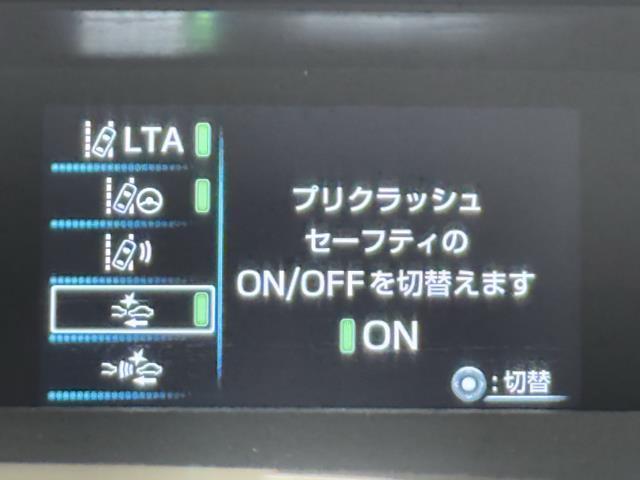 LTA
プリクラッシュ
セーフティの
ON/OFFを切替えます
ON
:切替